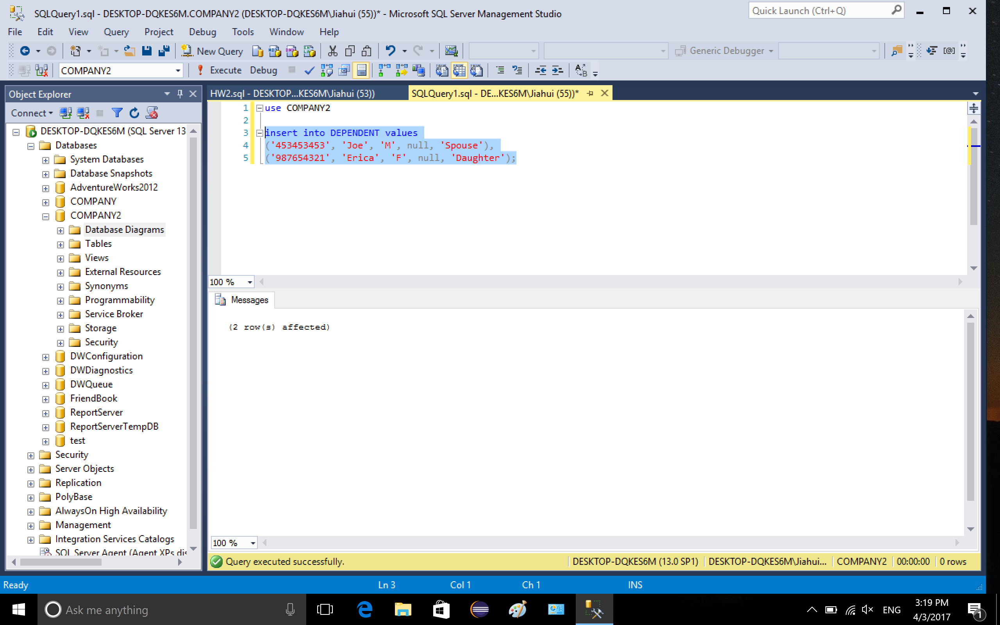 SQLQuery1.sql - DESKTOP-DQKES6M.COMPANY2 (DESKTOP-DQKES6M\Jiahui (55))* - Microsoft SQL Server Management Studio
Quick Launch (Ctrl+Q)
File Edit View Query Project Debug Tools Window Help
New Query
Generic Debugger
COMPANY2
Execute Debug
Object Explorer
HW2.sql - DESKTOP...KES6M\Jiahui (53))
SQLQuery1.sql - DE...KES6M\Jiahui (55))*
Connect
DESKTOP-DQKES6M (SQL Server 13
Databases
System Databases
Database Snapshots
AdventureWorks2012
COMPANY
COMPANY2
Database Diagrams
Tables
Views
External Resources
Synonyms
Programmability
Service Broker
Storage
Security
DWConfiguration
DWDiagnostics
DWQueue
FriendBook
ReportServer
ReportServerTempDB
test
Security
Server Objects
Replication
PolyBase
AlwaysOn High Availability
Management
Integration Services Catalogs
SQL Server Agent (Agent XPs dis
1 use COMPANY2
2
3 insert into DEPENDENT values
4 ('453453453', 'Joe', 'M', null, 'Spouse'),
5 ('987654321', 'Erica', 'F', null, 'Daughter');
100 %
Messages
(2 row(s) affected)
100 %
Query executed successfully.
DESKTOP-DQKES6M (13.0 SP1) DESKTOP-DQKES6M\Jiahui... COMPANY2 00:00:00 0 rows
Ready Ln 3 Col 1 Ch 1 INS
Ask me anything
ENG
3:19 PM
4/3/2017
1